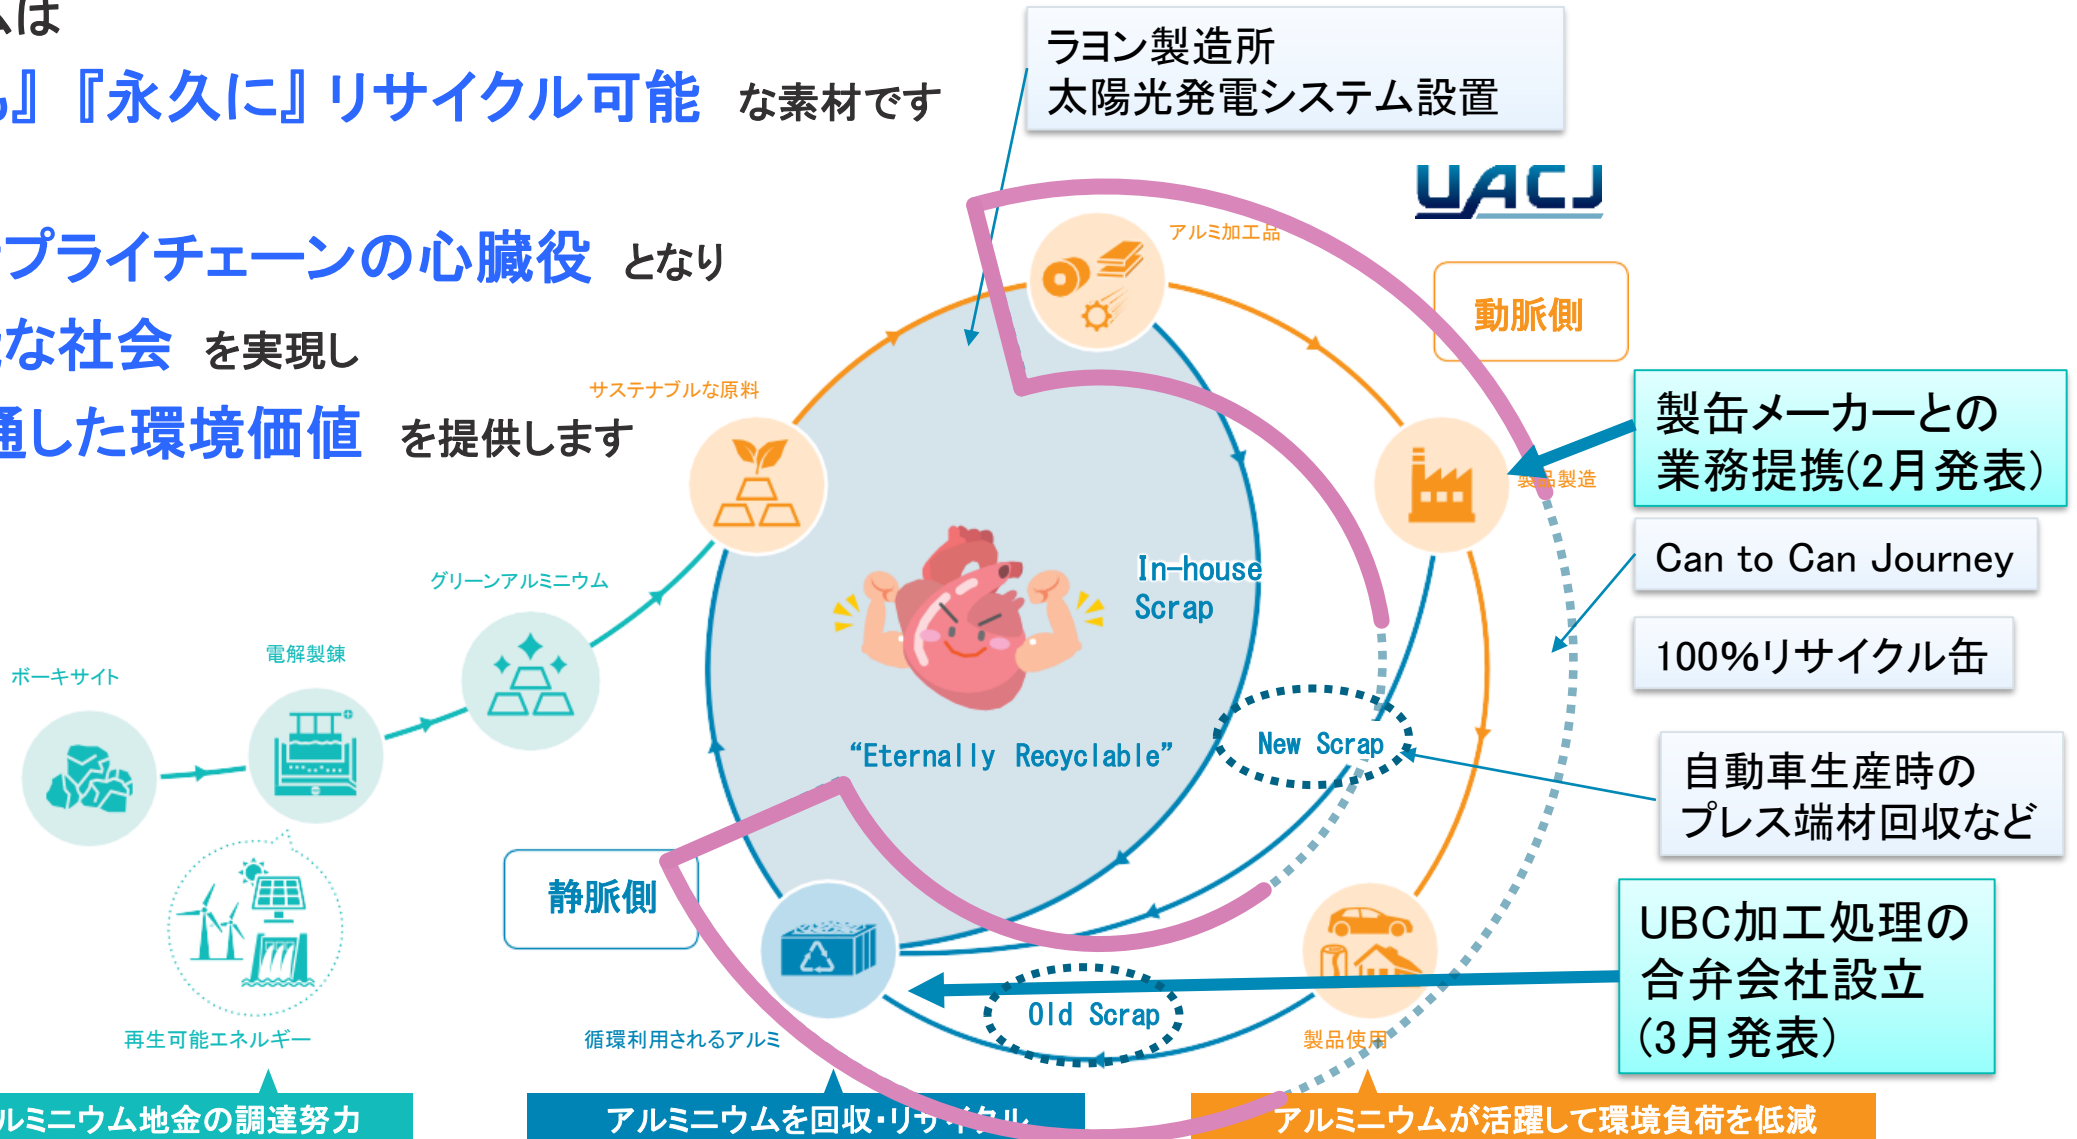 ムは
『永久に』 リサイクル可能 な素材です
プライチェーンの心臓役 となり
な社会 を実現し
通した環境価値 を提供します
ラヨン製造所
太陽光発電システム設置
UACJ
アルミ加工品
動脈側
サステナブルな原料
製缶メーカーとの
業務提携(2月発表)
製品製造
Can to Can Journey
100%リサイクル缶
In-house
Scrap
グリーンアルミニウム
電解製錬
ボーキサイト
“Eternally Recyclable”
New Scrap
自動車生産時の
プレス端材回収など
静脈側
UBC加工処理の
合弁会社設立
(3月発表)
Old Scrap
再生可能エネルギー
循環利用されるアルミ
製品使用
ルミニウム地金の調達努力
アルミニウムを回収・リサイクル
アルミニウムが活躍して環境負荷を低減